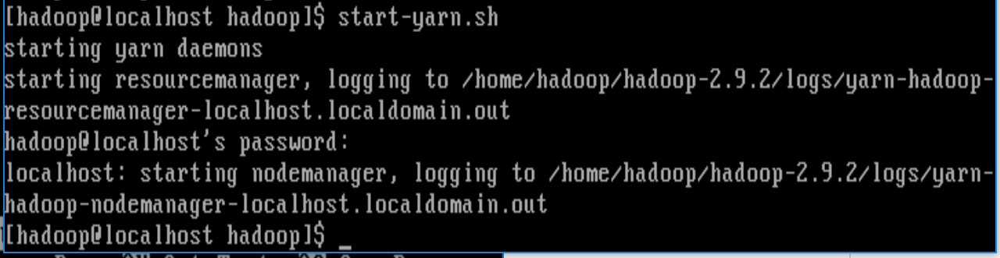 [hadoop@localhost hadoop]$ start-yarn.sh
starting yarn daemons
starting resourcemanager, logging to /home/hadoop/hadoop-2.9.2/logs/yarn-hadoop-
resourcemanager-localhost.localdomain.out
hadoop@localhost's password:
localhost: starting nodemanager, logging to /home/hadoop/hadoop-2.9.2/logs/yarn-
hadoop-nodemanager-localhost.localdomain.out
[hadoop@localhost hadoop]$ _